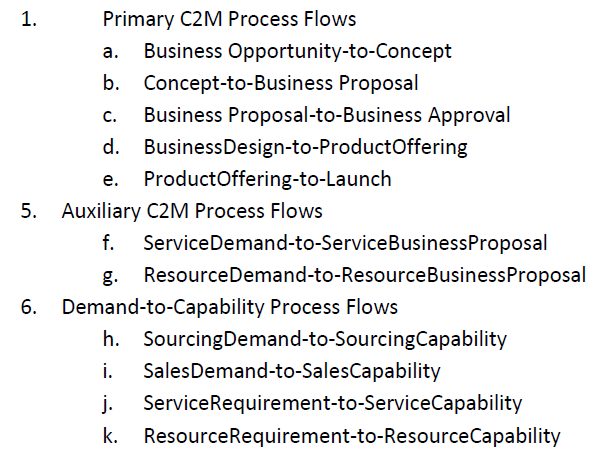 1. Primary C2M Process Flows
a. Business Opportunity-to-Concept
b. Concept-to-Business Proposal
c. Business Proposal-to-Business Approval
d. BusinessDesign-to-ProductOffering
e. ProductOffering-to-Launch
5. Auxiliary C2M Process Flows
f. ServiceDemand-to-ServiceBusinessProposal
g. ResourceDemand-to-ResourceBusinessProposal
6. Demand-to-Capability Process Flows
h. SourcingDemand-to-SourcingCapability
i. SalesDemand-to-SalesCapability
j. ServiceRequirement-to-ServiceCapability
k. ResourceRequirement-to-ResourceCapability